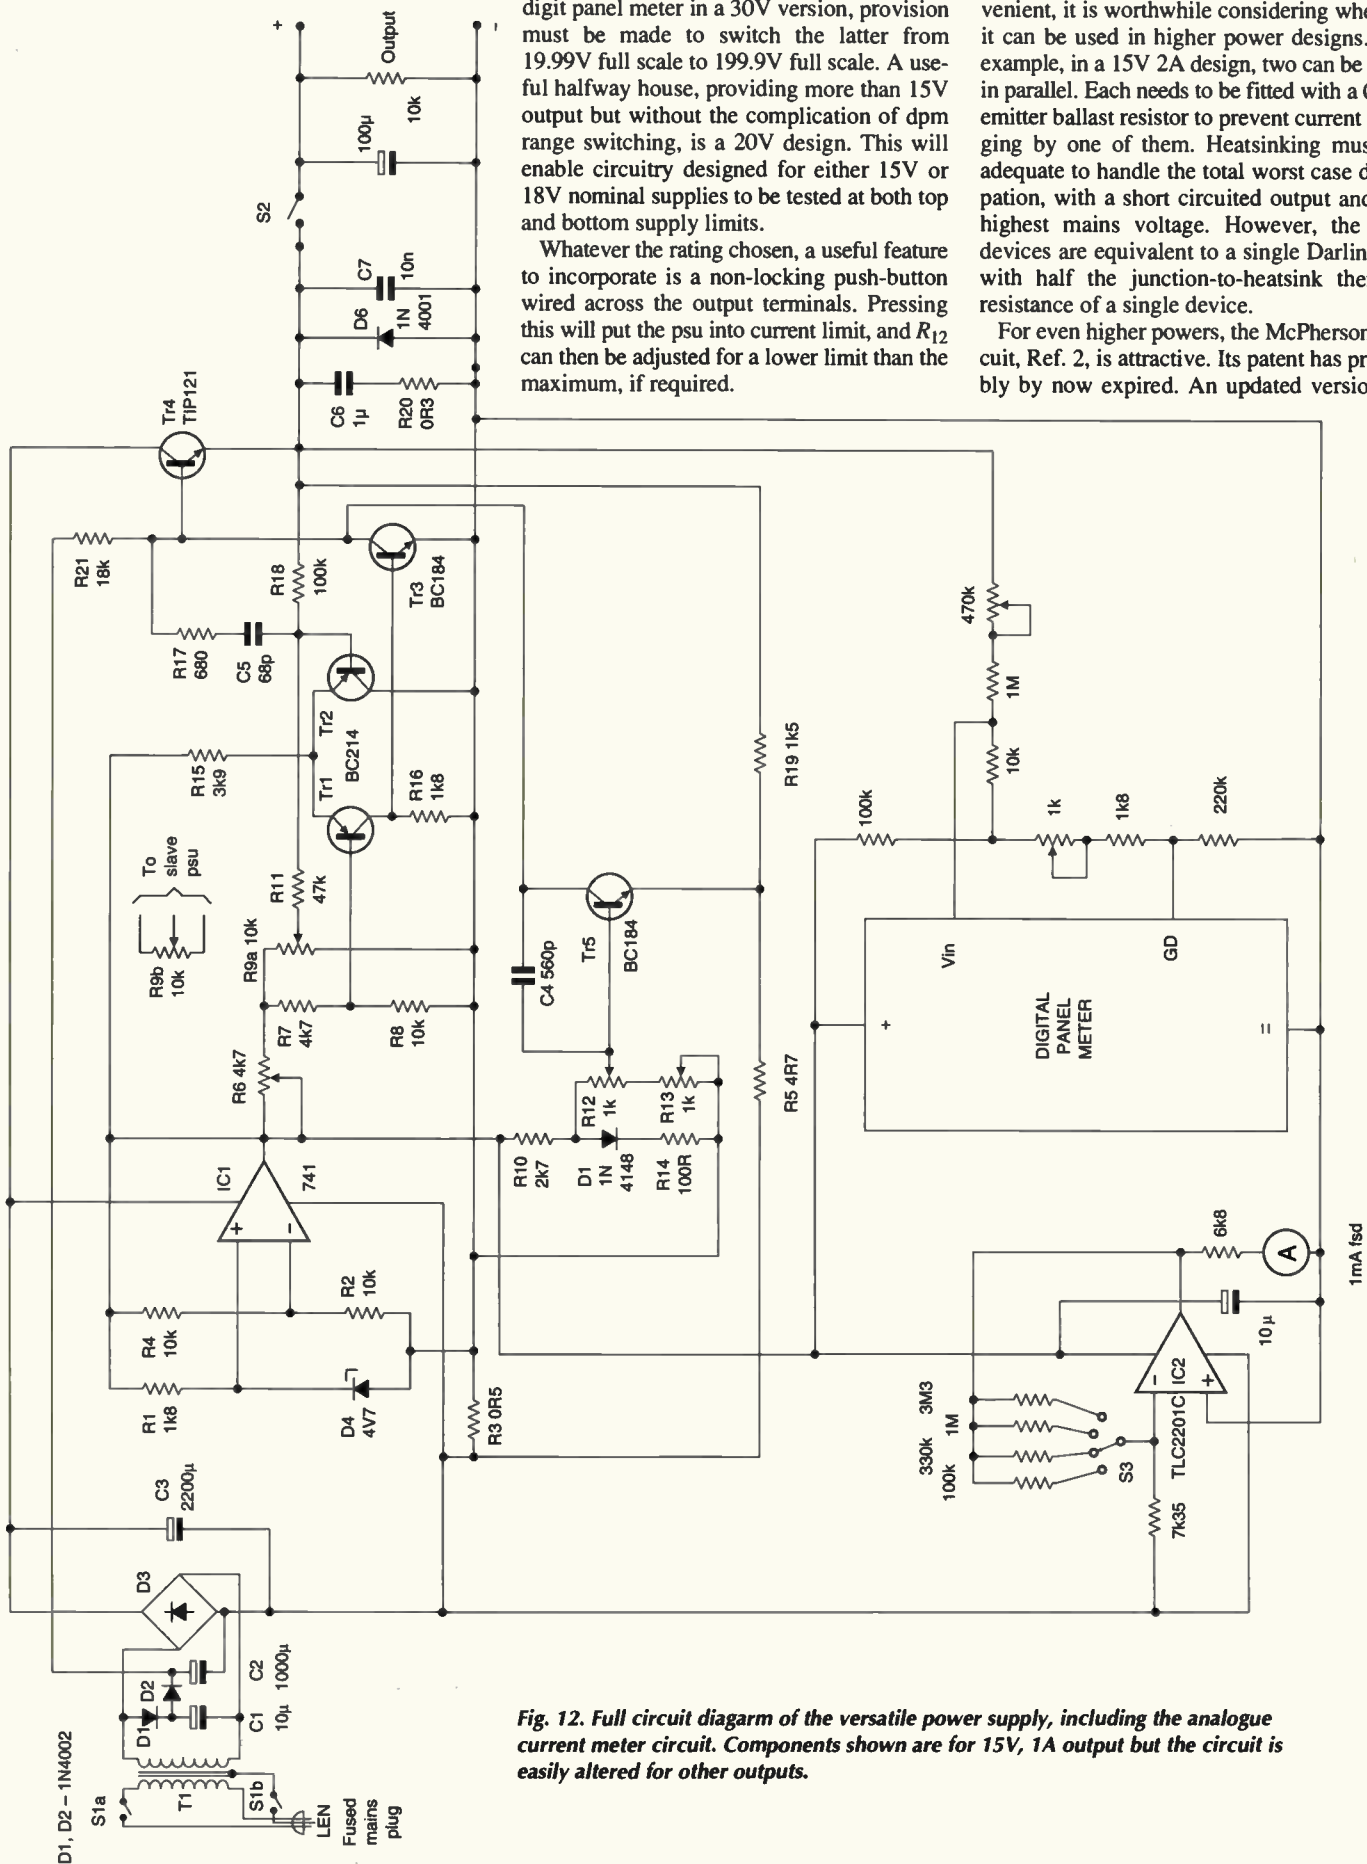 digit panel meter in a 30V version, provision
must be made to switch the latter from
19.99V full scale to 199.9V full scale. A use-
ful halfway house, providing more than 15V
output but without the complication of dpm
range switching, is a 20V design. This will
enable circuitry designed for either 15V or
18V nominal supplies to be tested at both top
and bottom supply limits.
Whatever the rating chosen, a useful feature
to incorporate is a non-locking push-button
wired across the output terminals. Pressing
this will put the psu into current limit, and R12
can then be adjusted for a lower limit than the
maximum, if required.
venient, it is worthwhile considering
it can be used in higher power designs.
example, in a 15V 2A design, two can be
in parallel. Each needs to be fitted with a
emitter ballast resistor to prevent current
ging by one of them. Heatsinking
adequate to handle the total worst case
pation, with a short circuited output
highest mains voltage. However, the
devices are equivalent to a single
with half the junction-to-heatsink
resistance of a single device.
For even higher powers, the McPherson
cuit, Ref. 2, is attractive. Its patent has
bly by now expired. An updated
+
-
Output
10k
100μ
S2
C7
10n
D6
1N
4001
C6
1μ
R20
0R3
Tr4
TIP121
R21
18k
R18
100k
Tr3
BC184
R17
680
C5
68p
Tr2
BC214
Tr1
R15
3k9
R16
1k8
To
slave
psu
R9b
10k
R11
47k
R9a 10k
R7
4k7
R8
10k
R6 4k7
C4 560p
Tr5
BC184
R19 1k5
R5 4R7
R12
1k
R13
1k
R10
2k7
D1
1N
4148
R14
100R
IC1
741
+
−
R4
10k
R2
10k
R1
1k8
D4
4V7
R3 0R5
C3
2200μ
D3
D1
D2
C1
10μ
C2
1000μ
D1, D2 – 1N4002
S1a
T1
S1b
LEN
Fused
mains
plug
470k
1M
10k
100k
1k
1k8
220k
Vin
GD
+
=
DIGITAL
PANEL
METER
6k8
A
1mA fsd
10μ
−
+
IC2
TLC2201C
3M3
1M
330k
100k
S3
7k35
Fig. 12. Full circuit diagarm of the versatile power supply, including the analogue
current meter circuit. Components shown are for 15V, 1A output but the circuit is
easily altered for other outputs.